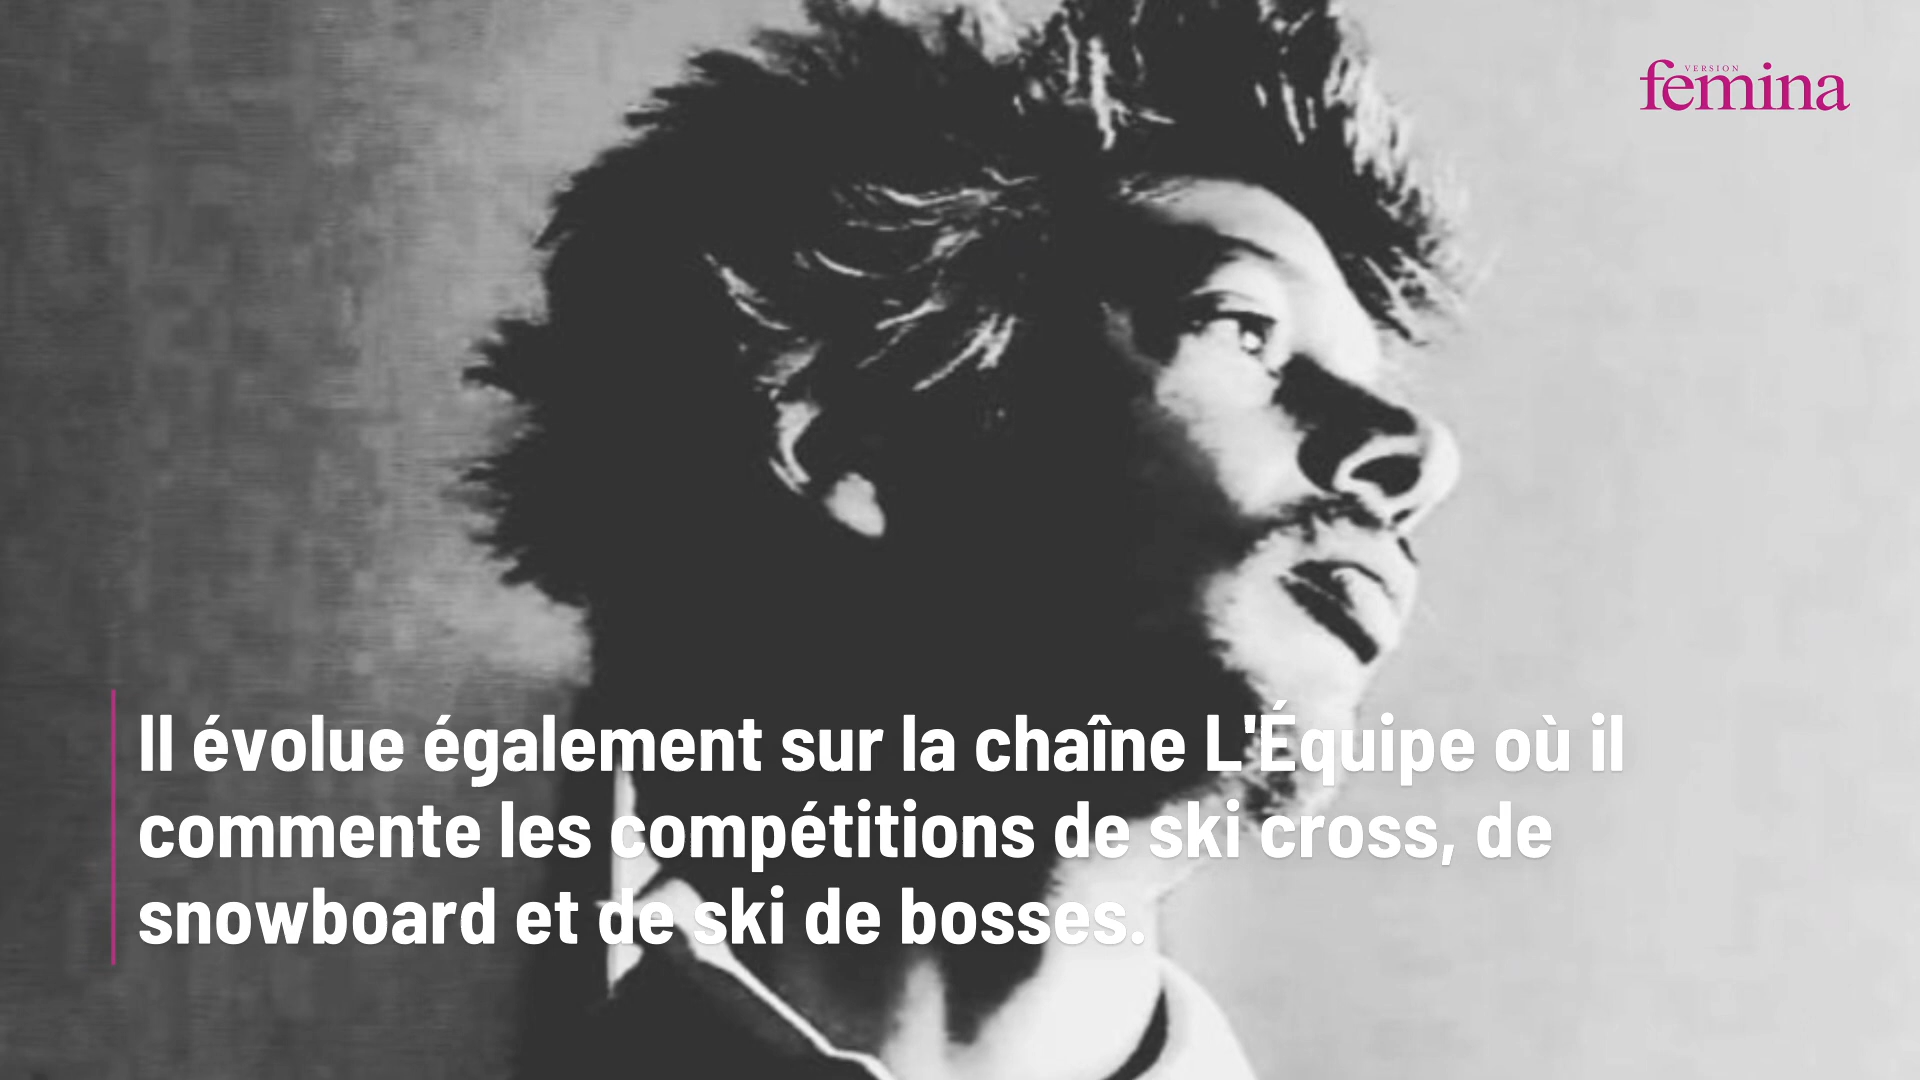 VERSION
femina
Il évolue également sur la chaîne L'Équipe où il
commente les compétitions de ski cross, de
snowboard et de ski de bosses.